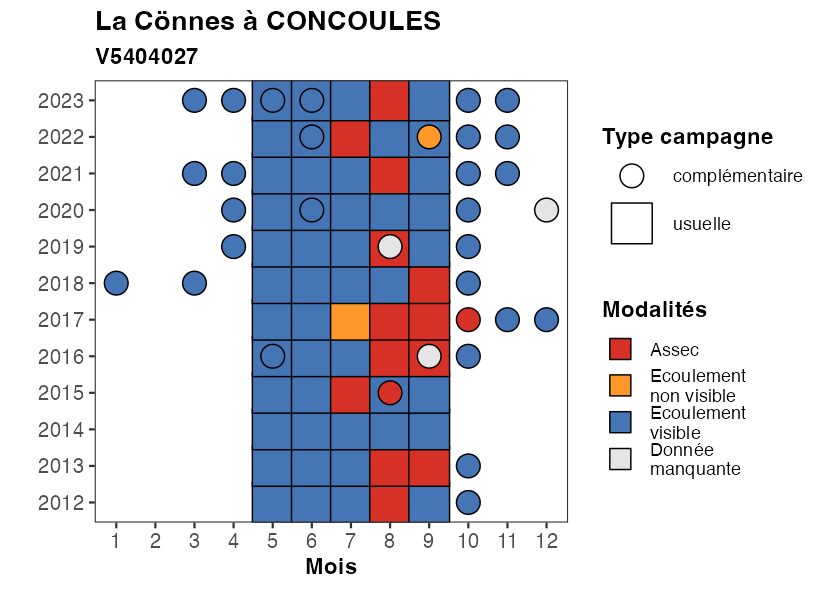 La Cönnes à CONCOULES
V5404027
2023
2022
2021
2020
2019
2018
2017
2016
2015
2014
2013
2012
1 2 3 4 5 6 7 8 9 10 11 12
Mois
Type campagne
complémentaire
usuelle
Modalités
Assec
Ecoulement
non visible
Ecoulement
visible
Donnée
manquante